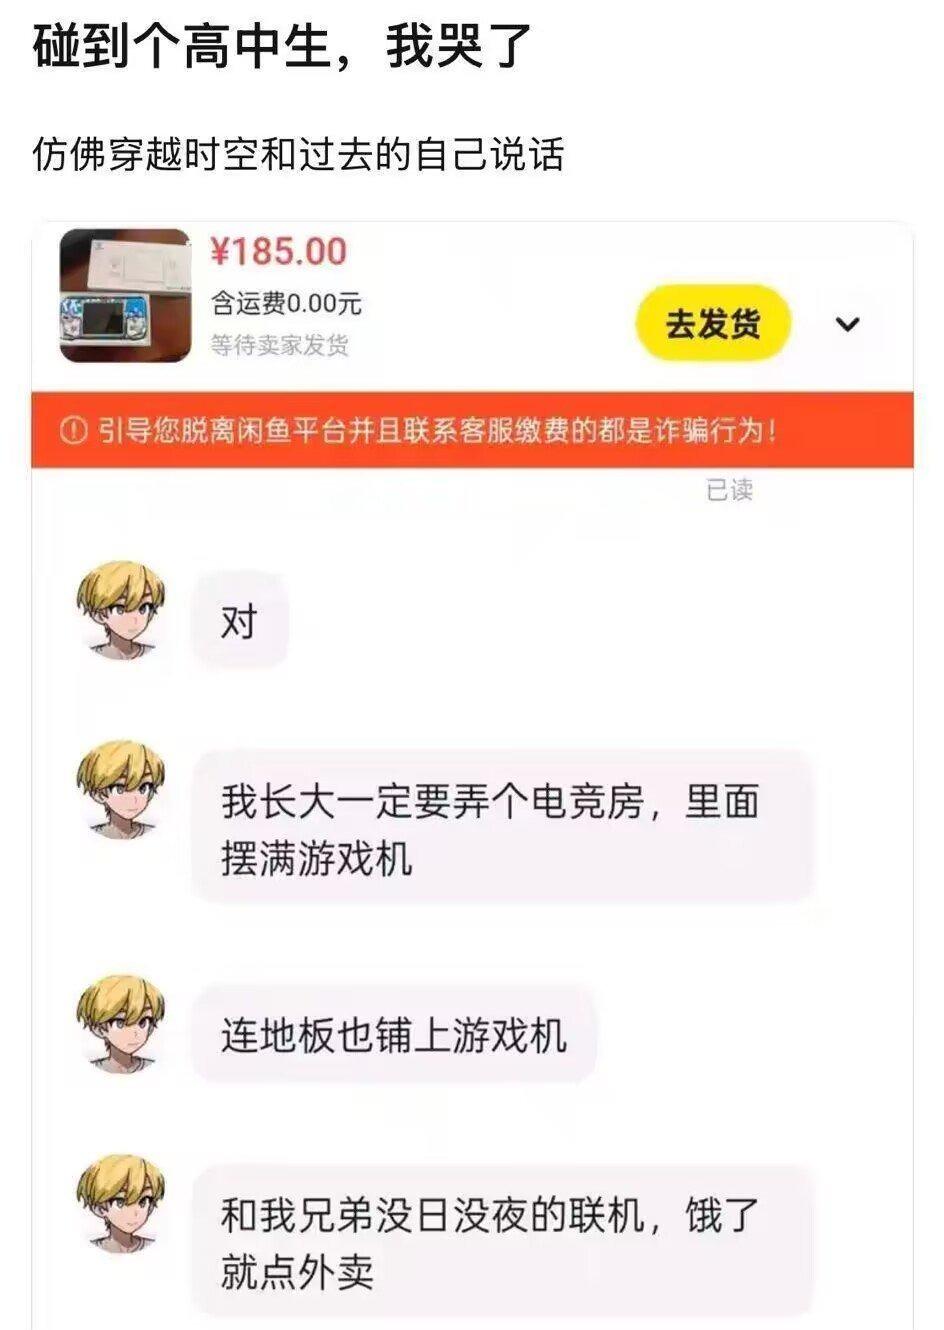 碰到个高中生，我哭了
仿佛穿越时空和过去的自己说话
¥185.00
含运费0.00元
等待卖家发货
去发货
引导您脱离闲鱼平台并且联系客服缴费的都是诈骗行为！
已读
对
我长大一定要弄个电竞房，里面
摆满游戏机
连地板也铺上游戏机
和我兄弟没日没夜的联机，饿了
就点外卖